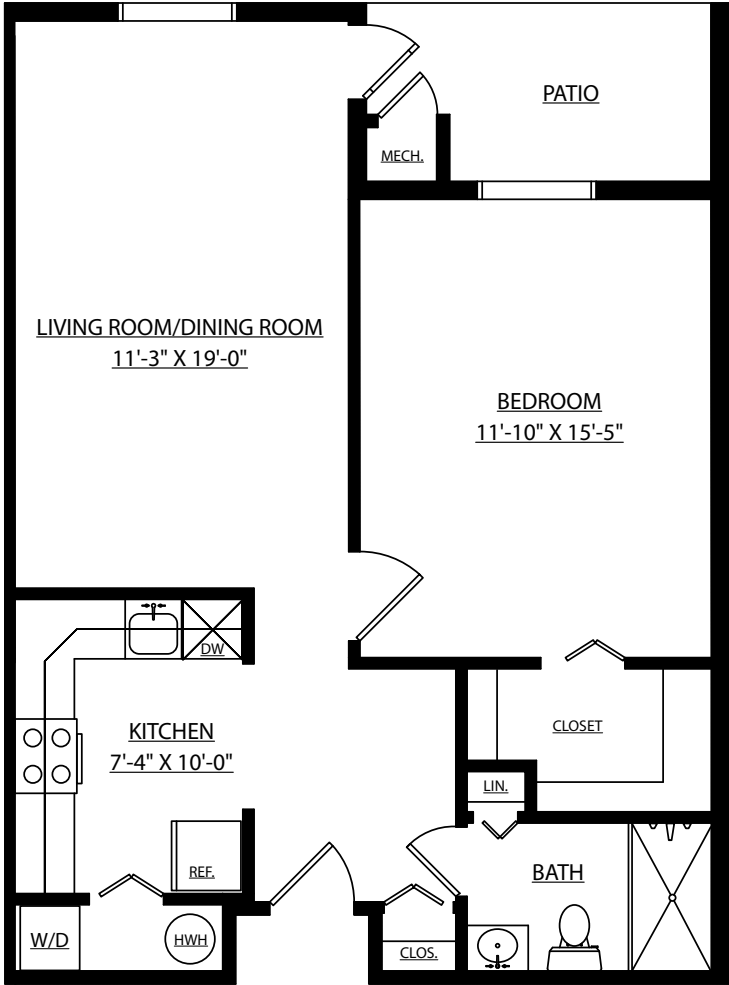 PATIO
MECH.
LIVING ROOM/DINING ROOM
11'-3" X 19'-0"
BEDROOM
11'-10" X 15'-5"
DW
KITCHEN
7'-4" X 10'-0"
CLOSET
LIN.
REF.
BATH
W/D
HWH
CLOS.